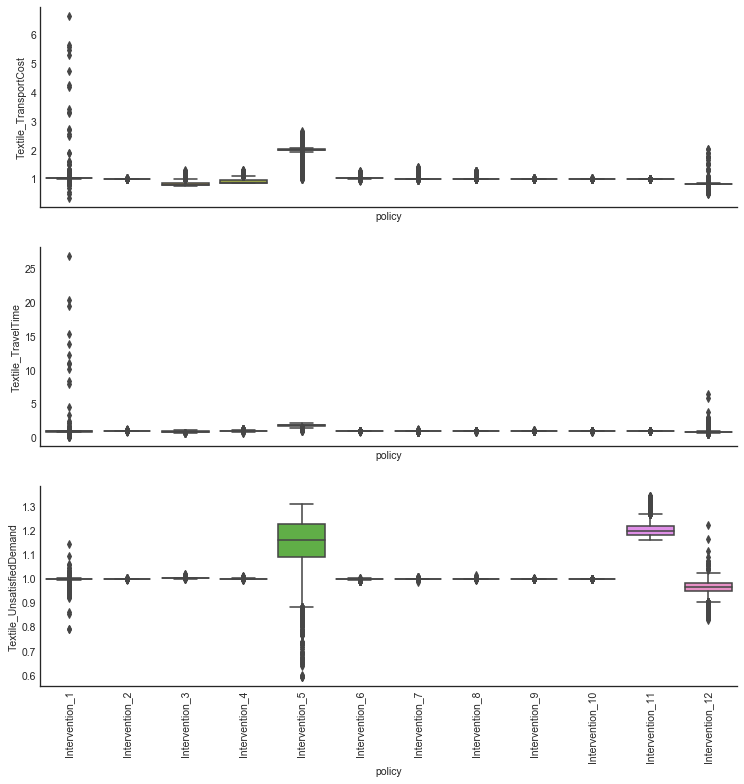 Textile_TransportCost
6
5
4
3
2
1
policy
Textile_TravelTime
25
20
15
10
5
0
policy
Textile_UnsatisfiedDemand
1.3
1.2
1.1
1.0
0.9
0.8
0.7
0.6
Intervention_1
Intervention_2
Intervention_3
Intervention_4
Intervention_5
Intervention_6
Intervention_7
Intervention_8
Intervention_9
Intervention_10
Intervention_11
Intervention_12
policy